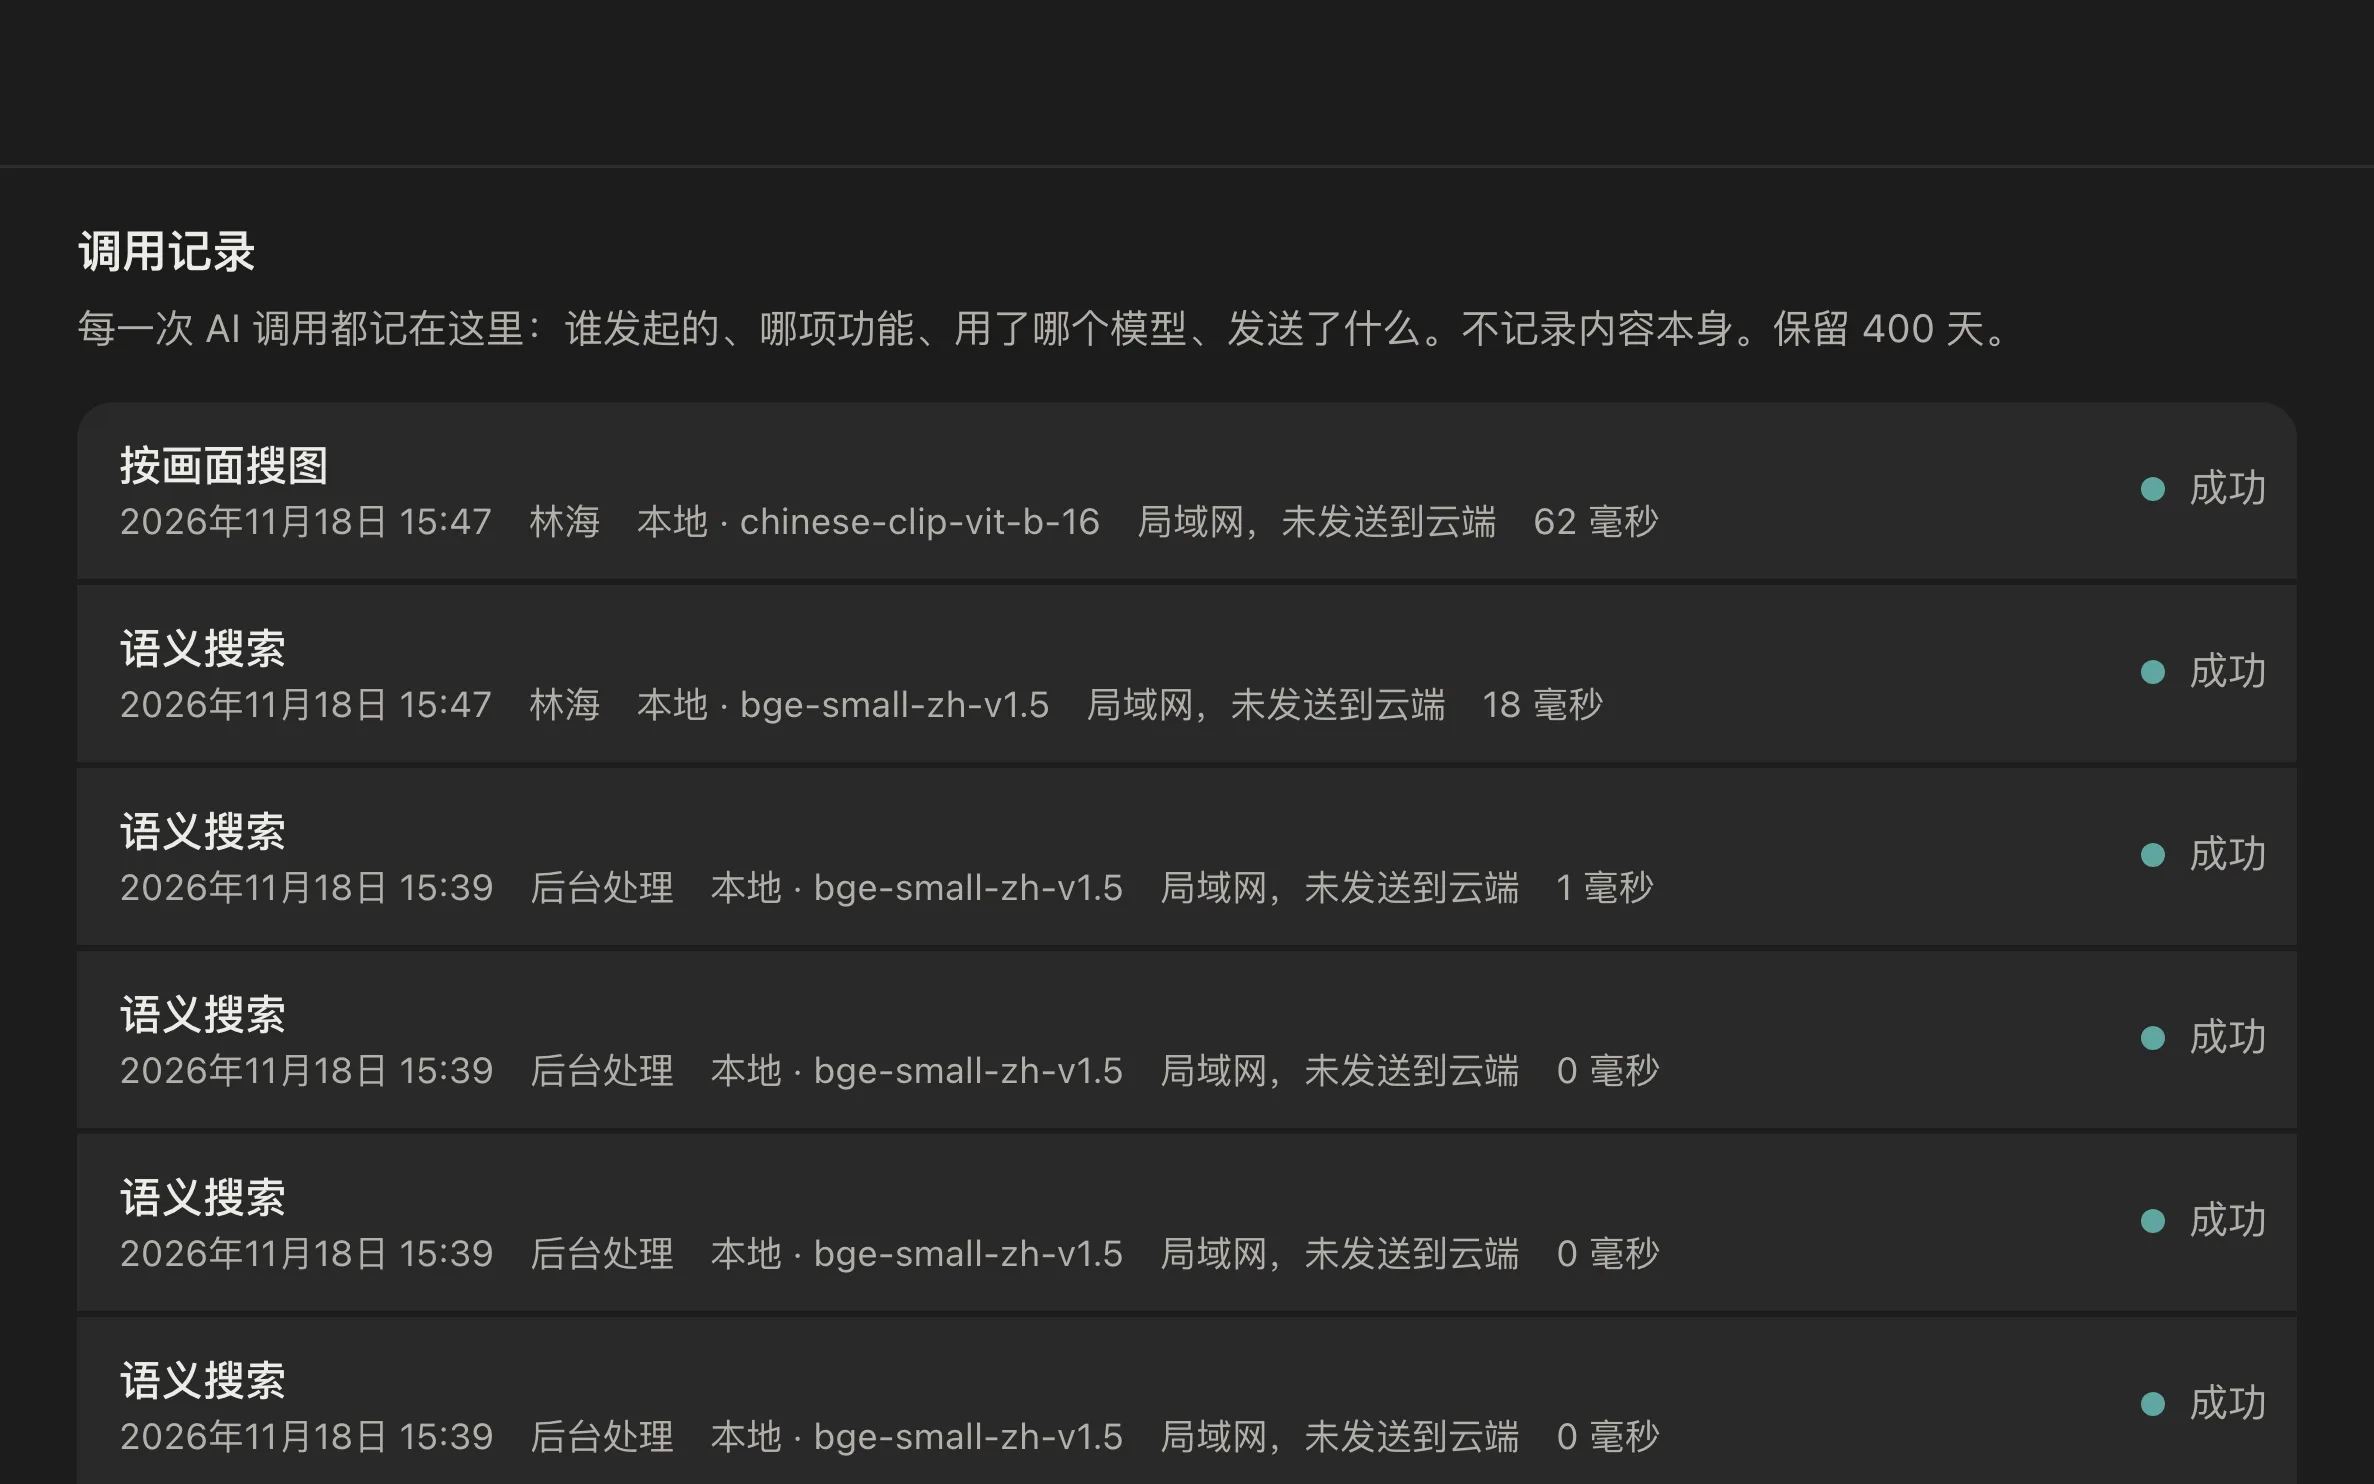 调用记录
每一次 AI 调用都记在这里：谁发起的、哪项功能、用了哪个模型、发送了什么。不记录内容本身。保留 400 天。
按画面搜图
2026年11月18日 15:47 林海 本地 · chinese-clip-vit-b-16 局域网，未发送到云端 62 毫秒
成功
语义搜索
2026年11月18日 15:47 林海 本地 · bge-small-zh-v1.5 局域网，未发送到云端 18 毫秒
成功
语义搜索
2026年11月18日 15:39 后台处理 本地 · bge-small-zh-v1.5 局域网，未发送到云端 1 毫秒
成功
语义搜索
2026年11月18日 15:39 后台处理 本地 · bge-small-zh-v1.5 局域网，未发送到云端 0 毫秒
成功
语义搜索
2026年11月18日 15:39 后台处理 本地 · bge-small-zh-v1.5 局域网，未发送到云端 0 毫秒
成功
语义搜索
2026年11月18日 15:39 后台处理 本地 · bge-small-zh-v1.5 局域网，未发送到云端 0 毫秒
成功